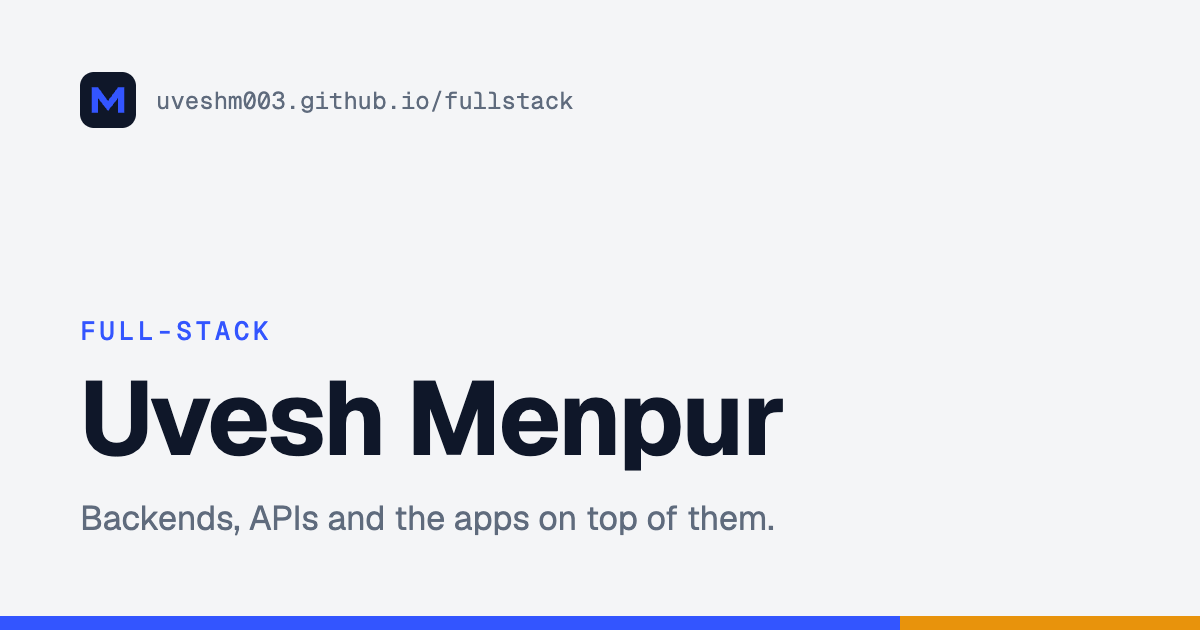 M
uveshm003.github.io/fullstack
FULL-STACK
Uvesh Menpur
Backends, APIs and the apps on top of them.